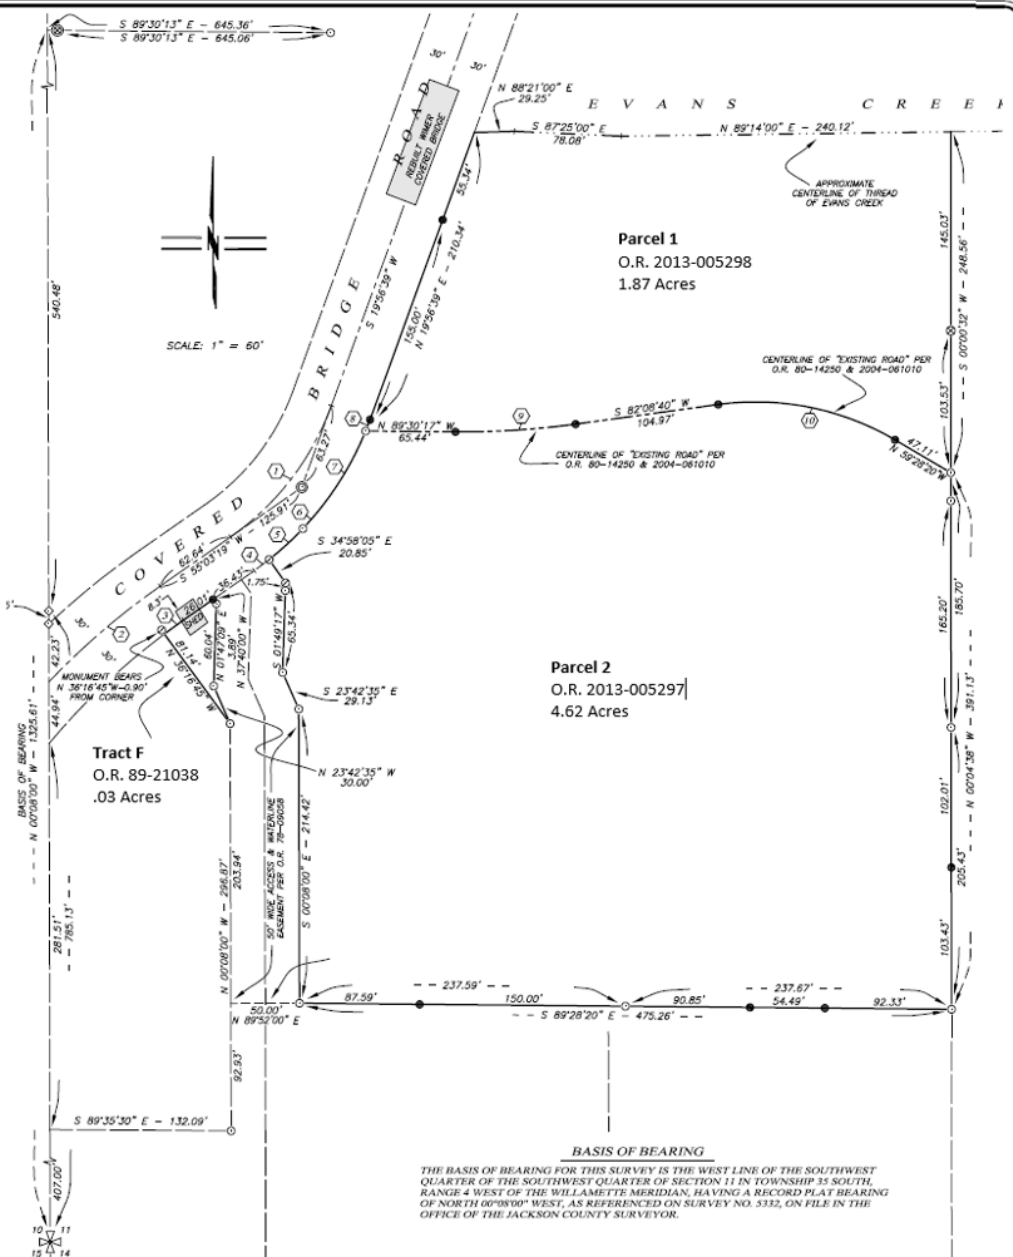 S 89°30'13" E - 645.36'
S 89°30'13" E - 645.06'
30'
30'
N 88°21'00" E
29.25'
E V A N S C R E E
S 87°25'00" E
78.08'
N 89°14'00" E - 240.12'
R O A D
REBUILT WIMER
COVERED BRIDGE
APPROXIMATE
CENTERLINE OF THREAD
OF EVANS CREEK
55.34'
145.03'
S 00°00'32" W - 248.56'
Parcel 1
O.R. 2013-005298
1.87 Acres
N
540.48'
SCALE: 1" = 60'
B R I D G E
S 19°56'39" W
155.00'
N 19°56'39" E - 210.34'
CENTERLINE OF "EXISTING ROAD" PER
O.R. 80-14250 & 2004-061010
103.53'
8
N 89°30'17" W
65.44'
9
S 82°08'40" W
104.97'
10
47.11'
N 59°28'20" W
CENTERLINE OF "EXISTING ROAD" PER
O.R. 80-14250 & 2004-061010
63.27'
1
7
C O V E R E D
6
5
62.64'
S 55°03'19" W - 125.91'
S 34°58'05" E
20.85'
4
36.43'
1.75'
8.3'
26.01'
SHED
3
2
30'
30'
165.20'
185.70'
42.23'
60.04'
N 01°47'09" E
3.89'
N 37°40'00" W
S 01°49'17" W
65.34'
81.14'
N 36°16'45" W
MONUMENT BEARS
N 36°16'45"W-0.90'
FROM CORNER
S 23°42'35" E
29.13'
Parcel 2
O.R. 2013-005297
4.62 Acres
44.94'
BASIS OF BEARING
N 00°08'00" W - 1325.61'
Tract F
O.R. 89-21038
.03 Acres
N 23°42'35" W
30.00'
N 00°04'38" W - 391.13'
102.01'
205.43'
103.43'
N 00°08'00" W - 296.87'
203.94'
50' WIDE ACCESS & WATERLINE
EASEMENT PER O.R. 78-09058
S 00°08'00" E - 214.42'
281.51'
785.13'
50.00'
N 89°52'00" E
87.59'
237.59'
150.00'
90.85'
237.67'
54.49'
92.33'
S 89°28'20" E - 475.26'
92.93'
S 89°35'30" E - 132.09'
407.00'
10 11
15 14
BASIS OF BEARING
THE BASIS OF BEARING FOR THIS SURVEY IS THE WEST LINE OF THE SOUTHWEST
QUARTER OF THE SOUTHWEST QUARTER OF SECTION 11 IN TOWNSHIP 35 SOUTH,
RANGE 4 WEST OF THE WILLAMETTE MERIDIAN, HAVING A RECORD PLAT BEARING
OF NORTH 00°08'00" WEST, AS REFERENCED ON SURVEY NO. 5332, ON FILE IN THE
OFFICE OF THE JACKSON COUNTY SURVEYOR.